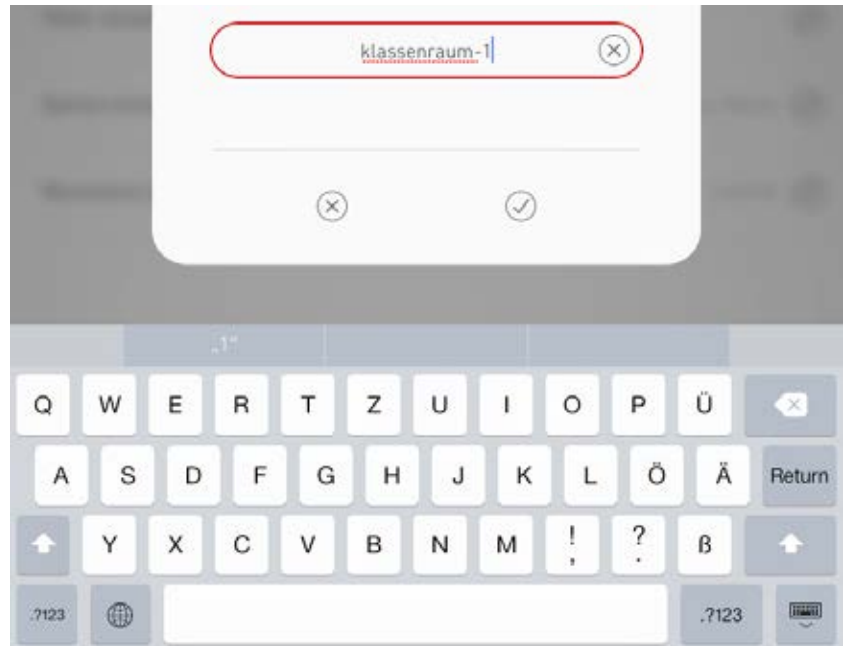 klassenraum-1
„1“
Q W E R T Z U I O P Ü
A S D F G H J K L Ö Ä Return
Y X C V B N M ! , ? . ß
.?123 .?123